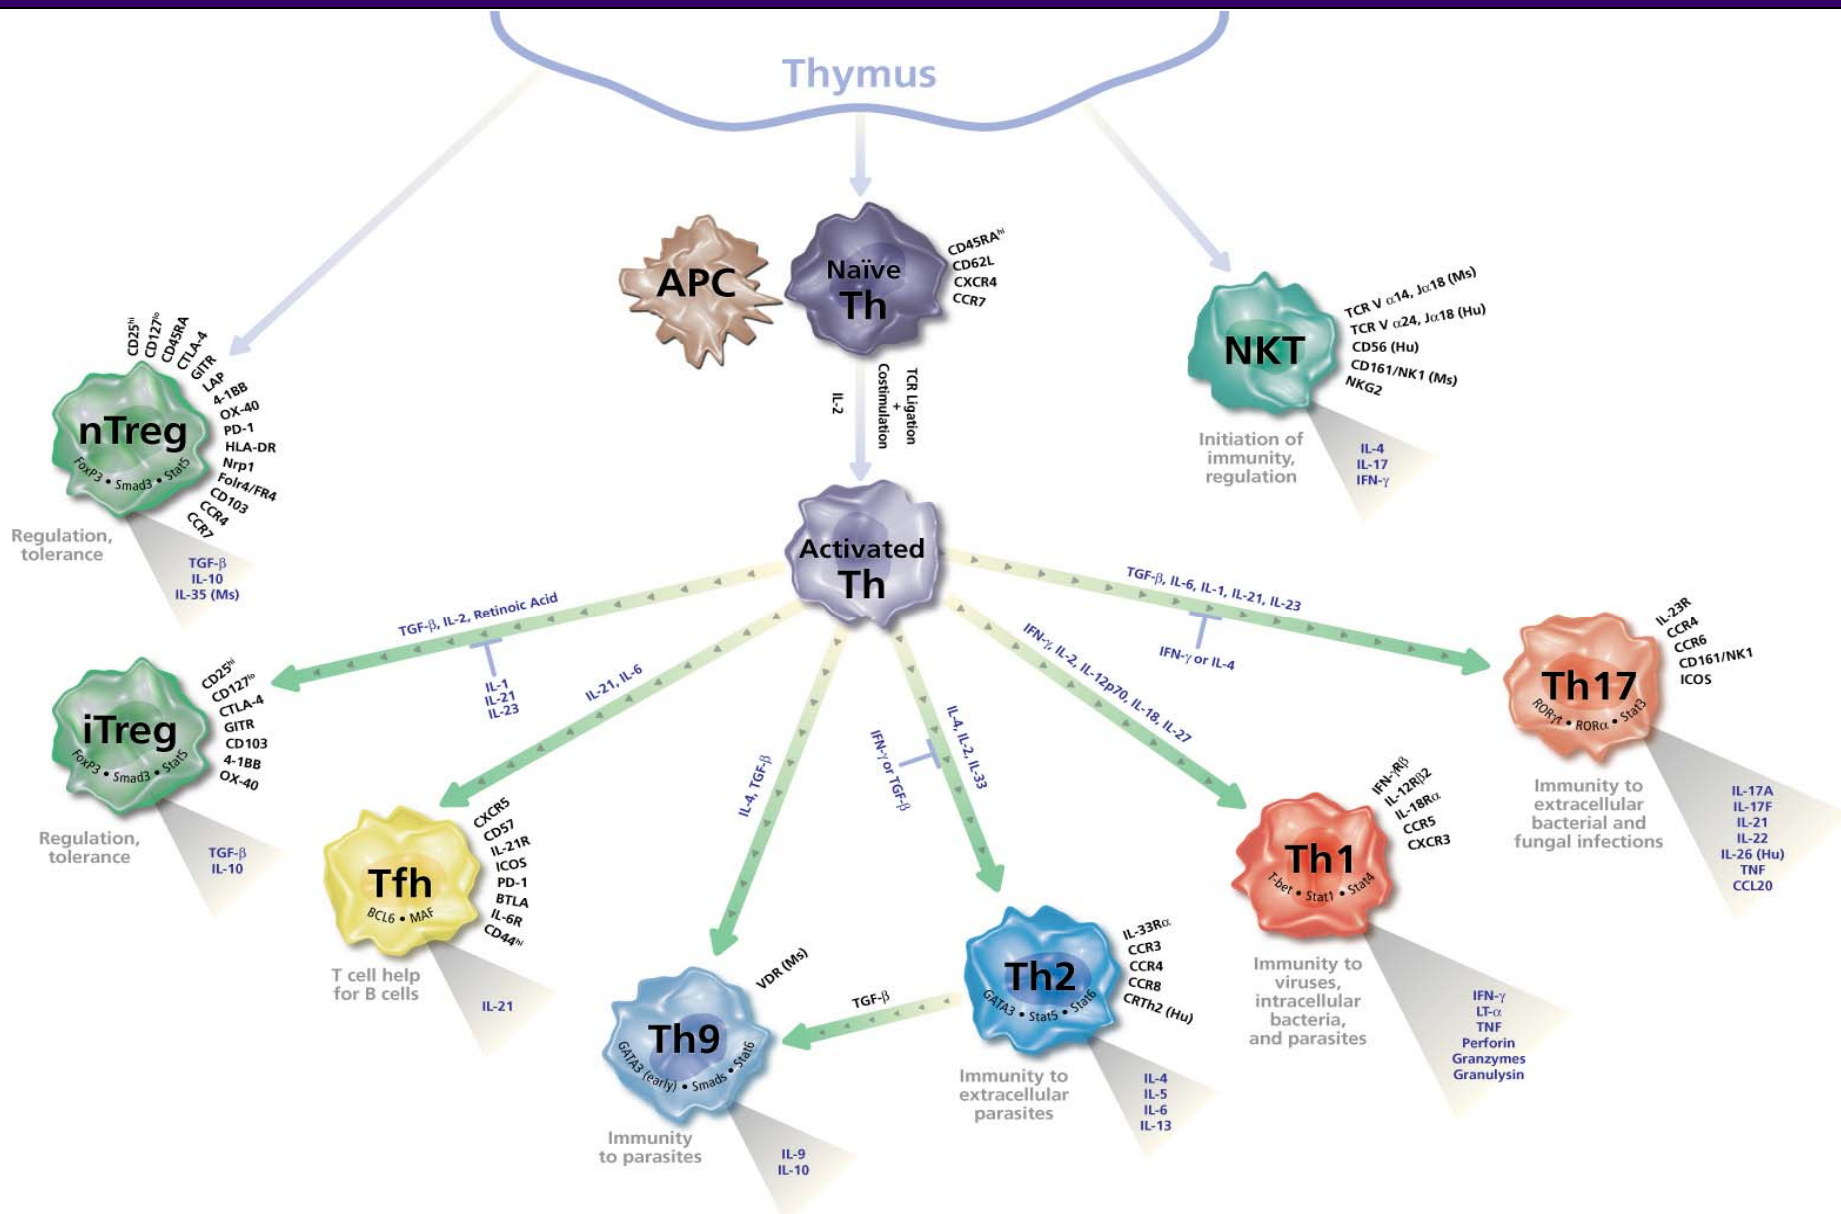 Thymus
APC
Naïve
Th
CD45RAhi
CD62L
CXCR4
CCR7
IL-2
TCR Ligation
+
Costimulation
NKT
TCR V α14, Jα18 (Ms)
TCR V α24, Jα18 (Hu)
CD56 (Hu)
CD161/NK1 (Ms)
NKG2
Initiation of
immunity,
regulation
IL-4
IL-17
IFN-γ
nTreg
FoxP3 • Smad3 • Stat5
CD25hi
CD127lo
CD45RA
CTLA-4
GITR
LAP
4-1BB
OX-40
PD-1
HLA-DR
Nrp1
Folr4/FR4
CD103
CCR4
CCR7
Regulation,
tolerance
TGF-β
IL-10
IL-35 (Ms)
Activated
Th
TGF-β, IL-2, Retinoic Acid
IL-1
IL-21
IL-23
IL-21, IL-6
IL-4, TGF-β
IFN-γ or TGF-β
IL-4, IL-2, IL-33
IFN-γ, IL-2, IL-12p70, IL-18, IL-27
TGF-β, IL-6, IL-1, IL-21, IL-23
IFN-γ or IL-4
iTreg
FoxP3 • Smad3 • Stat5
CD25hi
CD127lo
CTLA-4
GITR
CD103
4-1BB
OX-40
Regulation,
tolerance
TGF-β
IL-10
Tfh
BCL6 • MAF
CXCR5
CD57
IL-21R
ICOS
PD-1
BTLA
IL-6R
CD44hi
T cell help
for B cells
IL-21
Th9
GATA3 (early) • Smads • Stat6
VDR (Ms)
Immunity
to parasites
IL-9
IL-10
TGF-β
Th2
GATA3 • Stat5 • Stat6
IL-33Rα
CCR3
CCR4
CCR8
CRTh2 (Hu)
Immunity to
extracellular
parasites
IL-4
IL-5
IL-6
IL-13
Th1
T-bet • Stat1 • Stat4
IFN-γRβ
IL-12Rβ2
IL-18Rα
CCR5
CXCR3
Immunity to
viruses,
intracellular
bacteria,
and parasites
IFN-γ
LT-α
TNF
Perforin
Granzymes
Granulysin
Th17
RORγt • RORα • Stat3
IL-23R
CCR4
CCR6
CD161/NK1
ICOS
Immunity to
extracellular
bacterial and
fungal infections
IL-17A
IL-17F
IL-21
IL-22
IL-26 (Hu)
TNF
CCL20